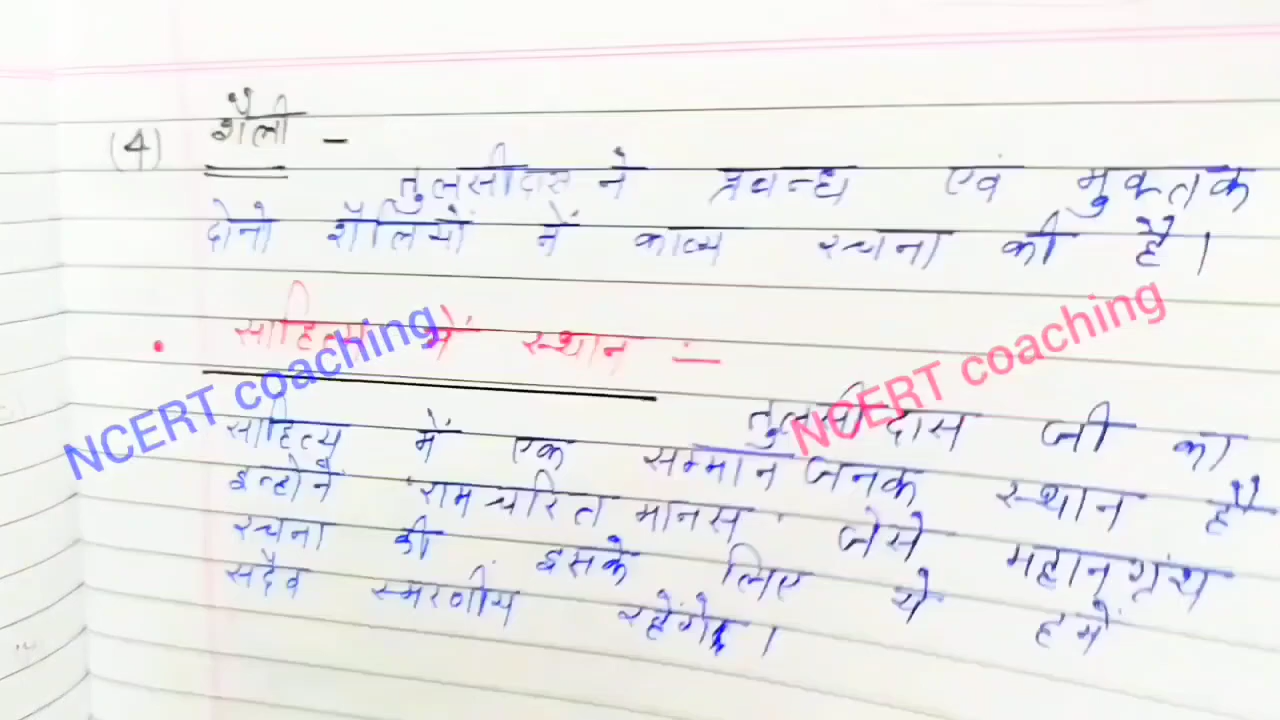 (4) शैली -
तुलसीदास ने प्रबन्ध एवं मुक्तक
दोनो शैलियों में काव्य रचना की है।
• साहित्य में स्थान :-
तुलसीदास जी का
साहित्य में एक सम्मान जनक स्थान है
इन्होने 'रामचरित मानस' जेसे महान ग्रंथ
रचना की इसके लिए ये हमें
सदैव स्मरणीय रहेंगे।
NCERT coaching
NCERT coaching